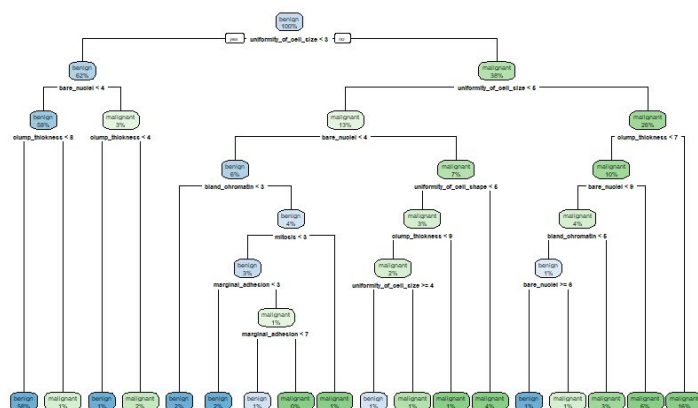 benign
100%
yes uniformity_of_cell_size < 3 no
benign
62%
malignant
38%
bare_nuclei < 4
uniformity_of_cell_size < 5
benign
58%
malignant
3%
malignant
13%
malignant
26%
clump_thickness < 8
clump_thickness < 4
bare_nuclei < 4
clump_thickness < 7
benign
6%
malignant
7%
malignant
10%
bland_chromatin < 3
uniformity_of_cell_shape < 5
bare_nuclei < 9
benign
4%
malignant
3%
malignant
4%
mitosis < 3
clump_thickness < 9
bland_chromatin < 5
benign
3%
malignant
2%
benign
1%
marginal_adhesion < 3
uniformity_of_cell_size >= 4
bare_nuclei >= 6
malignant
1%
marginal_adhesion < 7
benign malignant benign malignant benign benign benign malignant malignant benign malignant malignant malignant benign malignant malignant malignant malignant
58% 1% 1% 2% 2% 2% 1% 0% 1% 1% 1% 1% 4% 1% 1% 3% 6% 16%